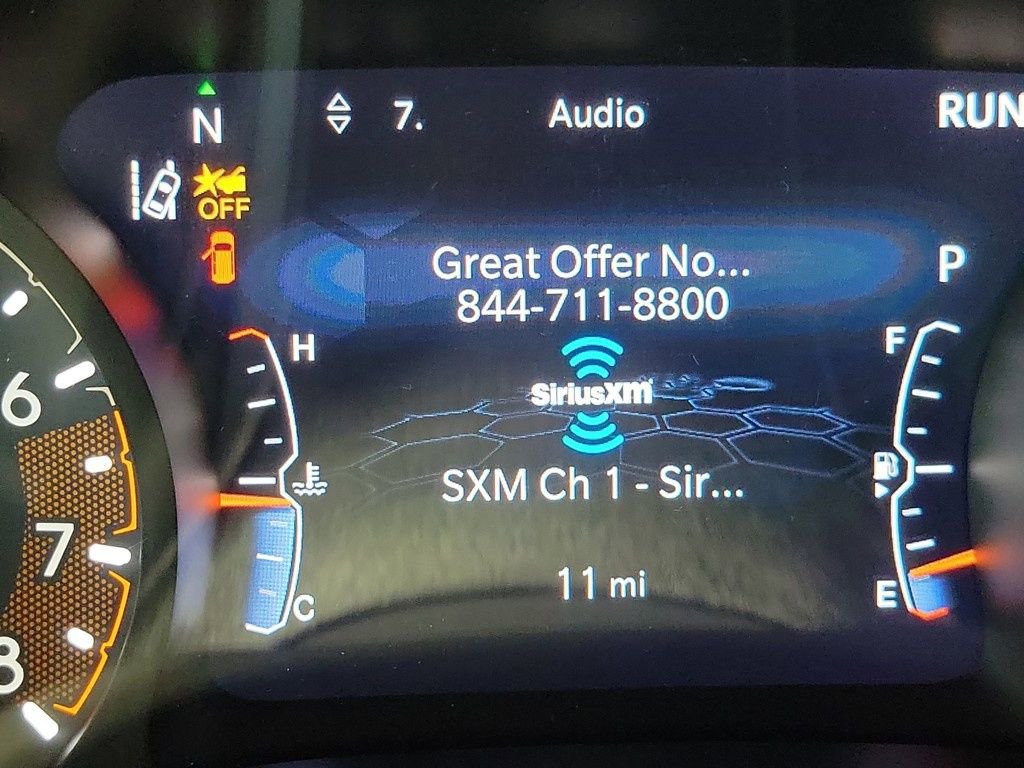 N
7.
Audio
RUN
OFF
Great Offer No...
844-711-8800
P
H
F
SiriusXM
SXM Ch 1 - Sir...
11 mi
C
E
6
7
8